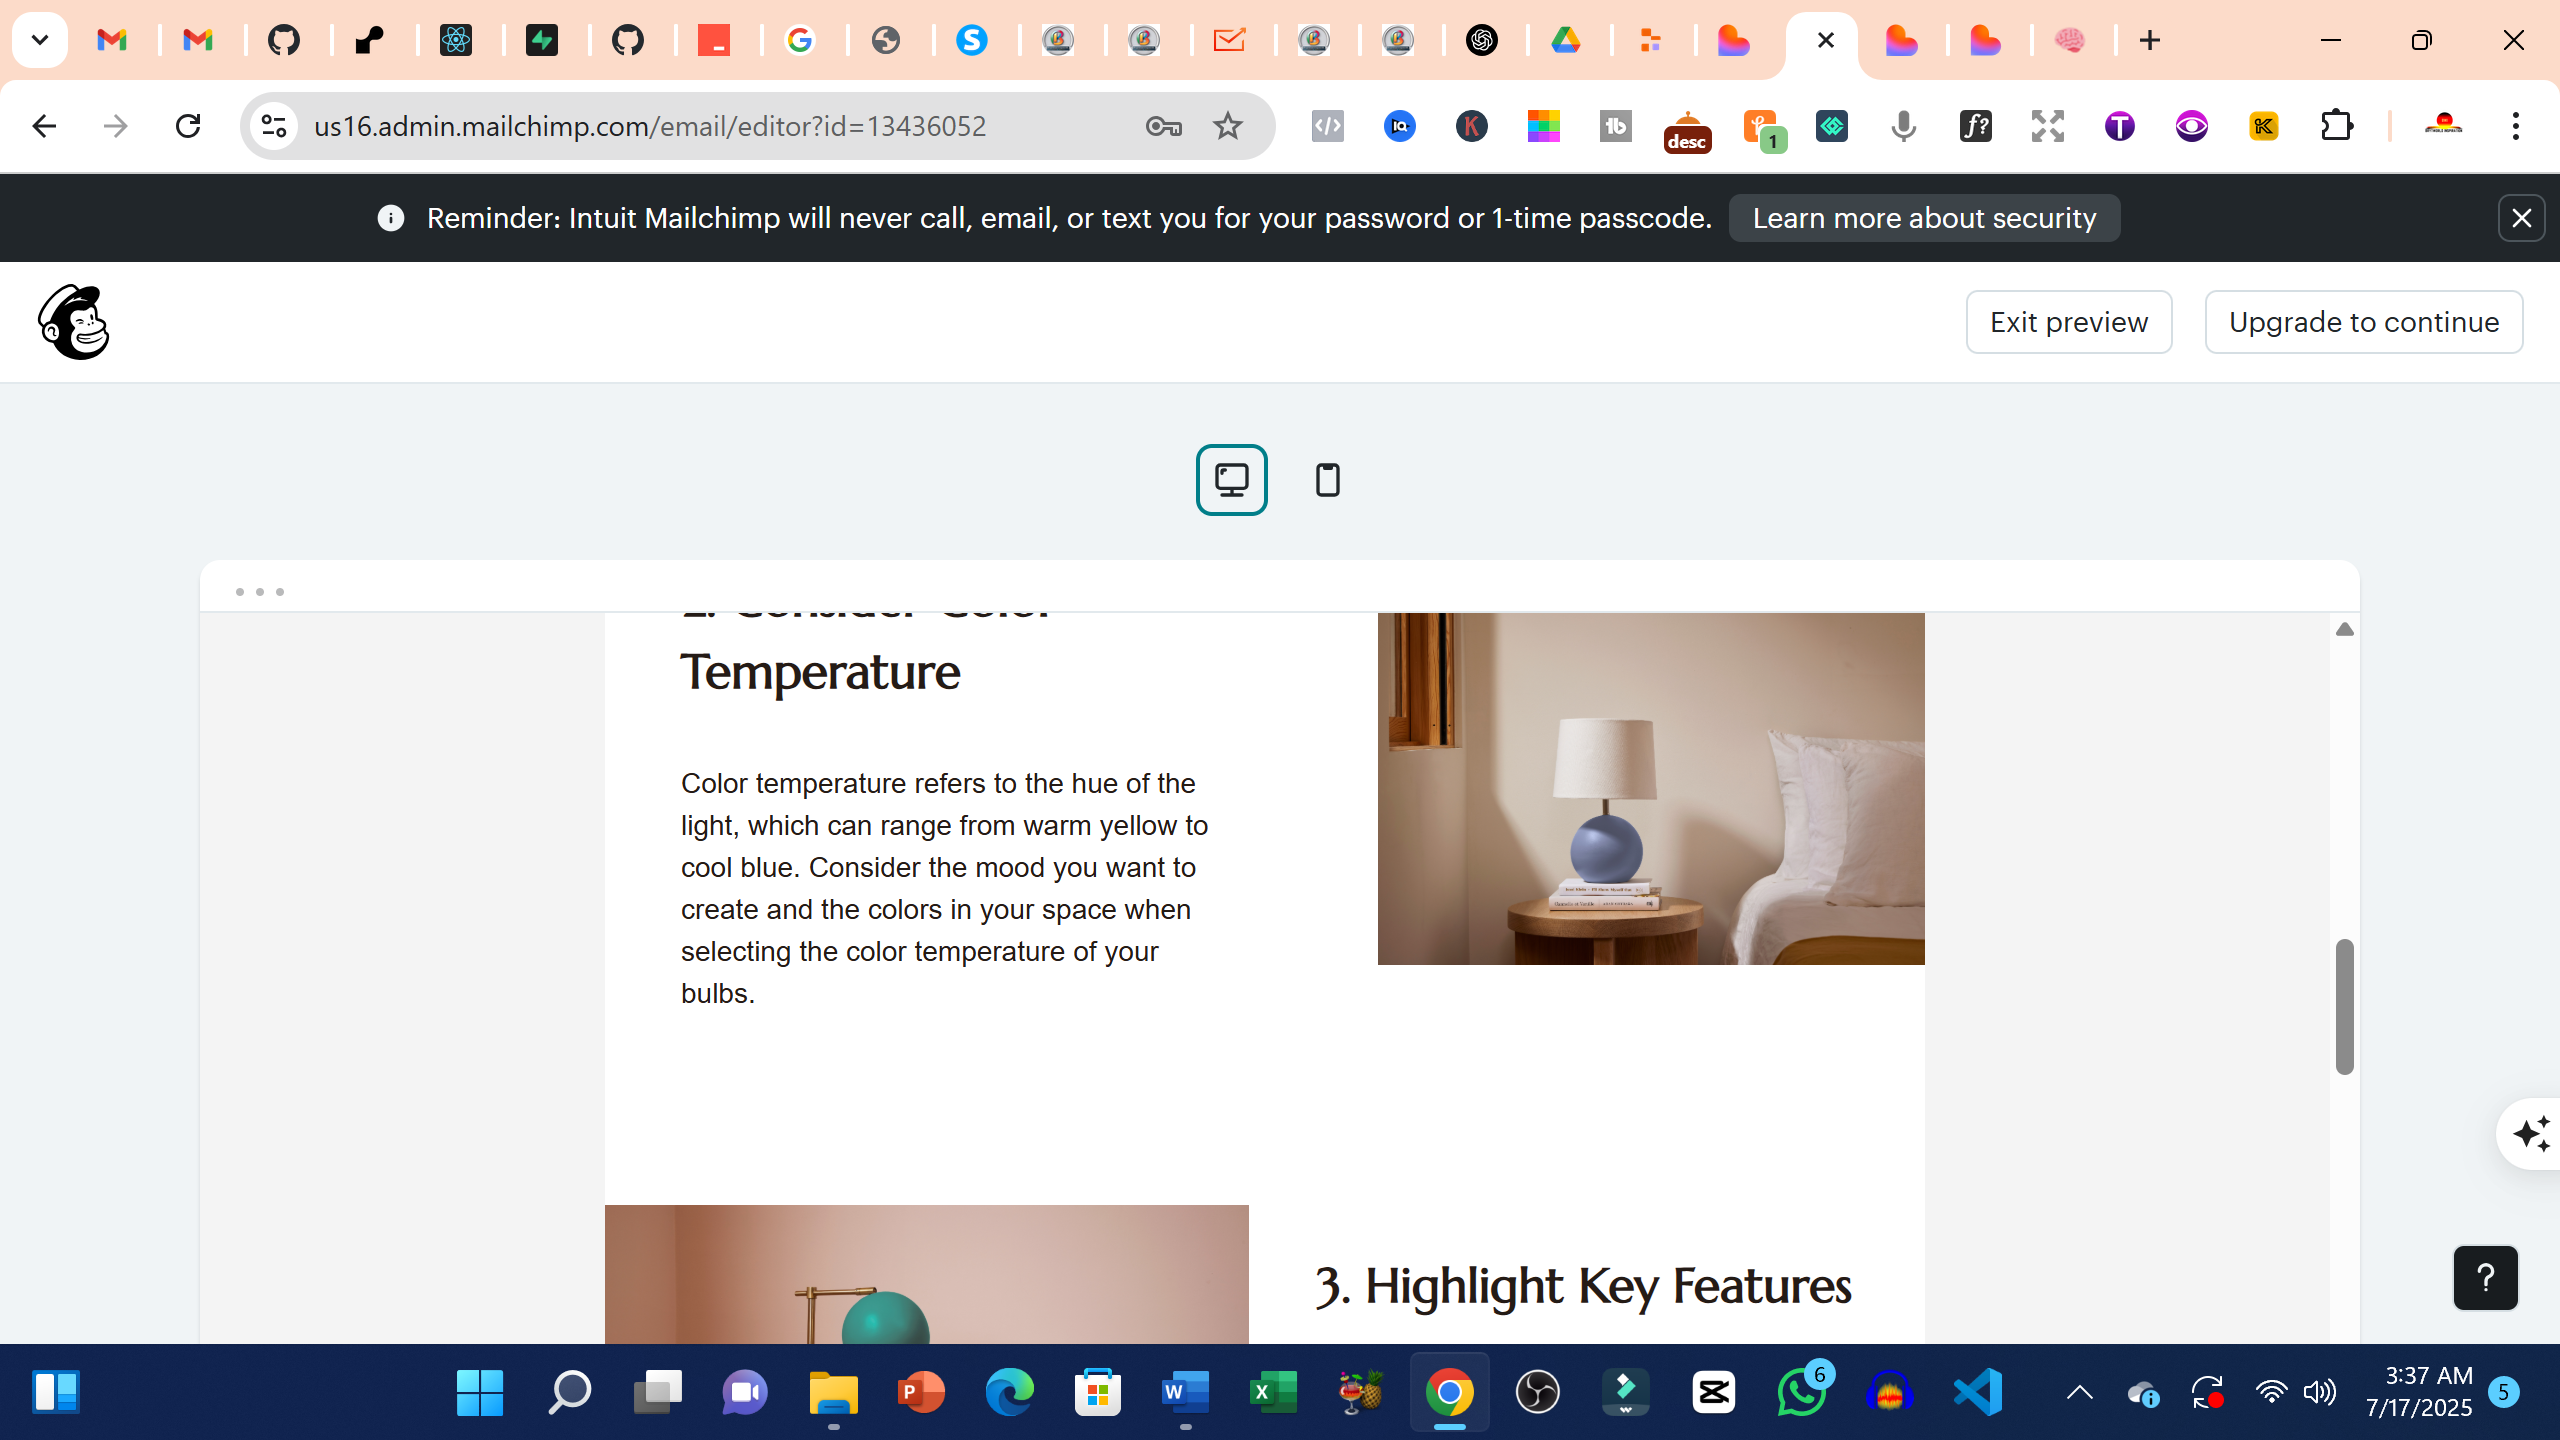 us16.admin.mailchimp.com/email/editor?id=13436052
desc
1
Reminder: Intuit Mailchimp will never call, email, or text you for your password or 1-time passcode.
Learn more about security
Exit preview
Upgrade to continue
2. Consider Color
Temperature
Color temperature refers to the hue of the
light, which can range from warm yellow to
cool blue. Consider the mood you want to
create and the colors in your space when
selecting the color temperature of your
bulbs.
3. Highlight Key Features
?
6
3:37 AM
7/17/2025
5